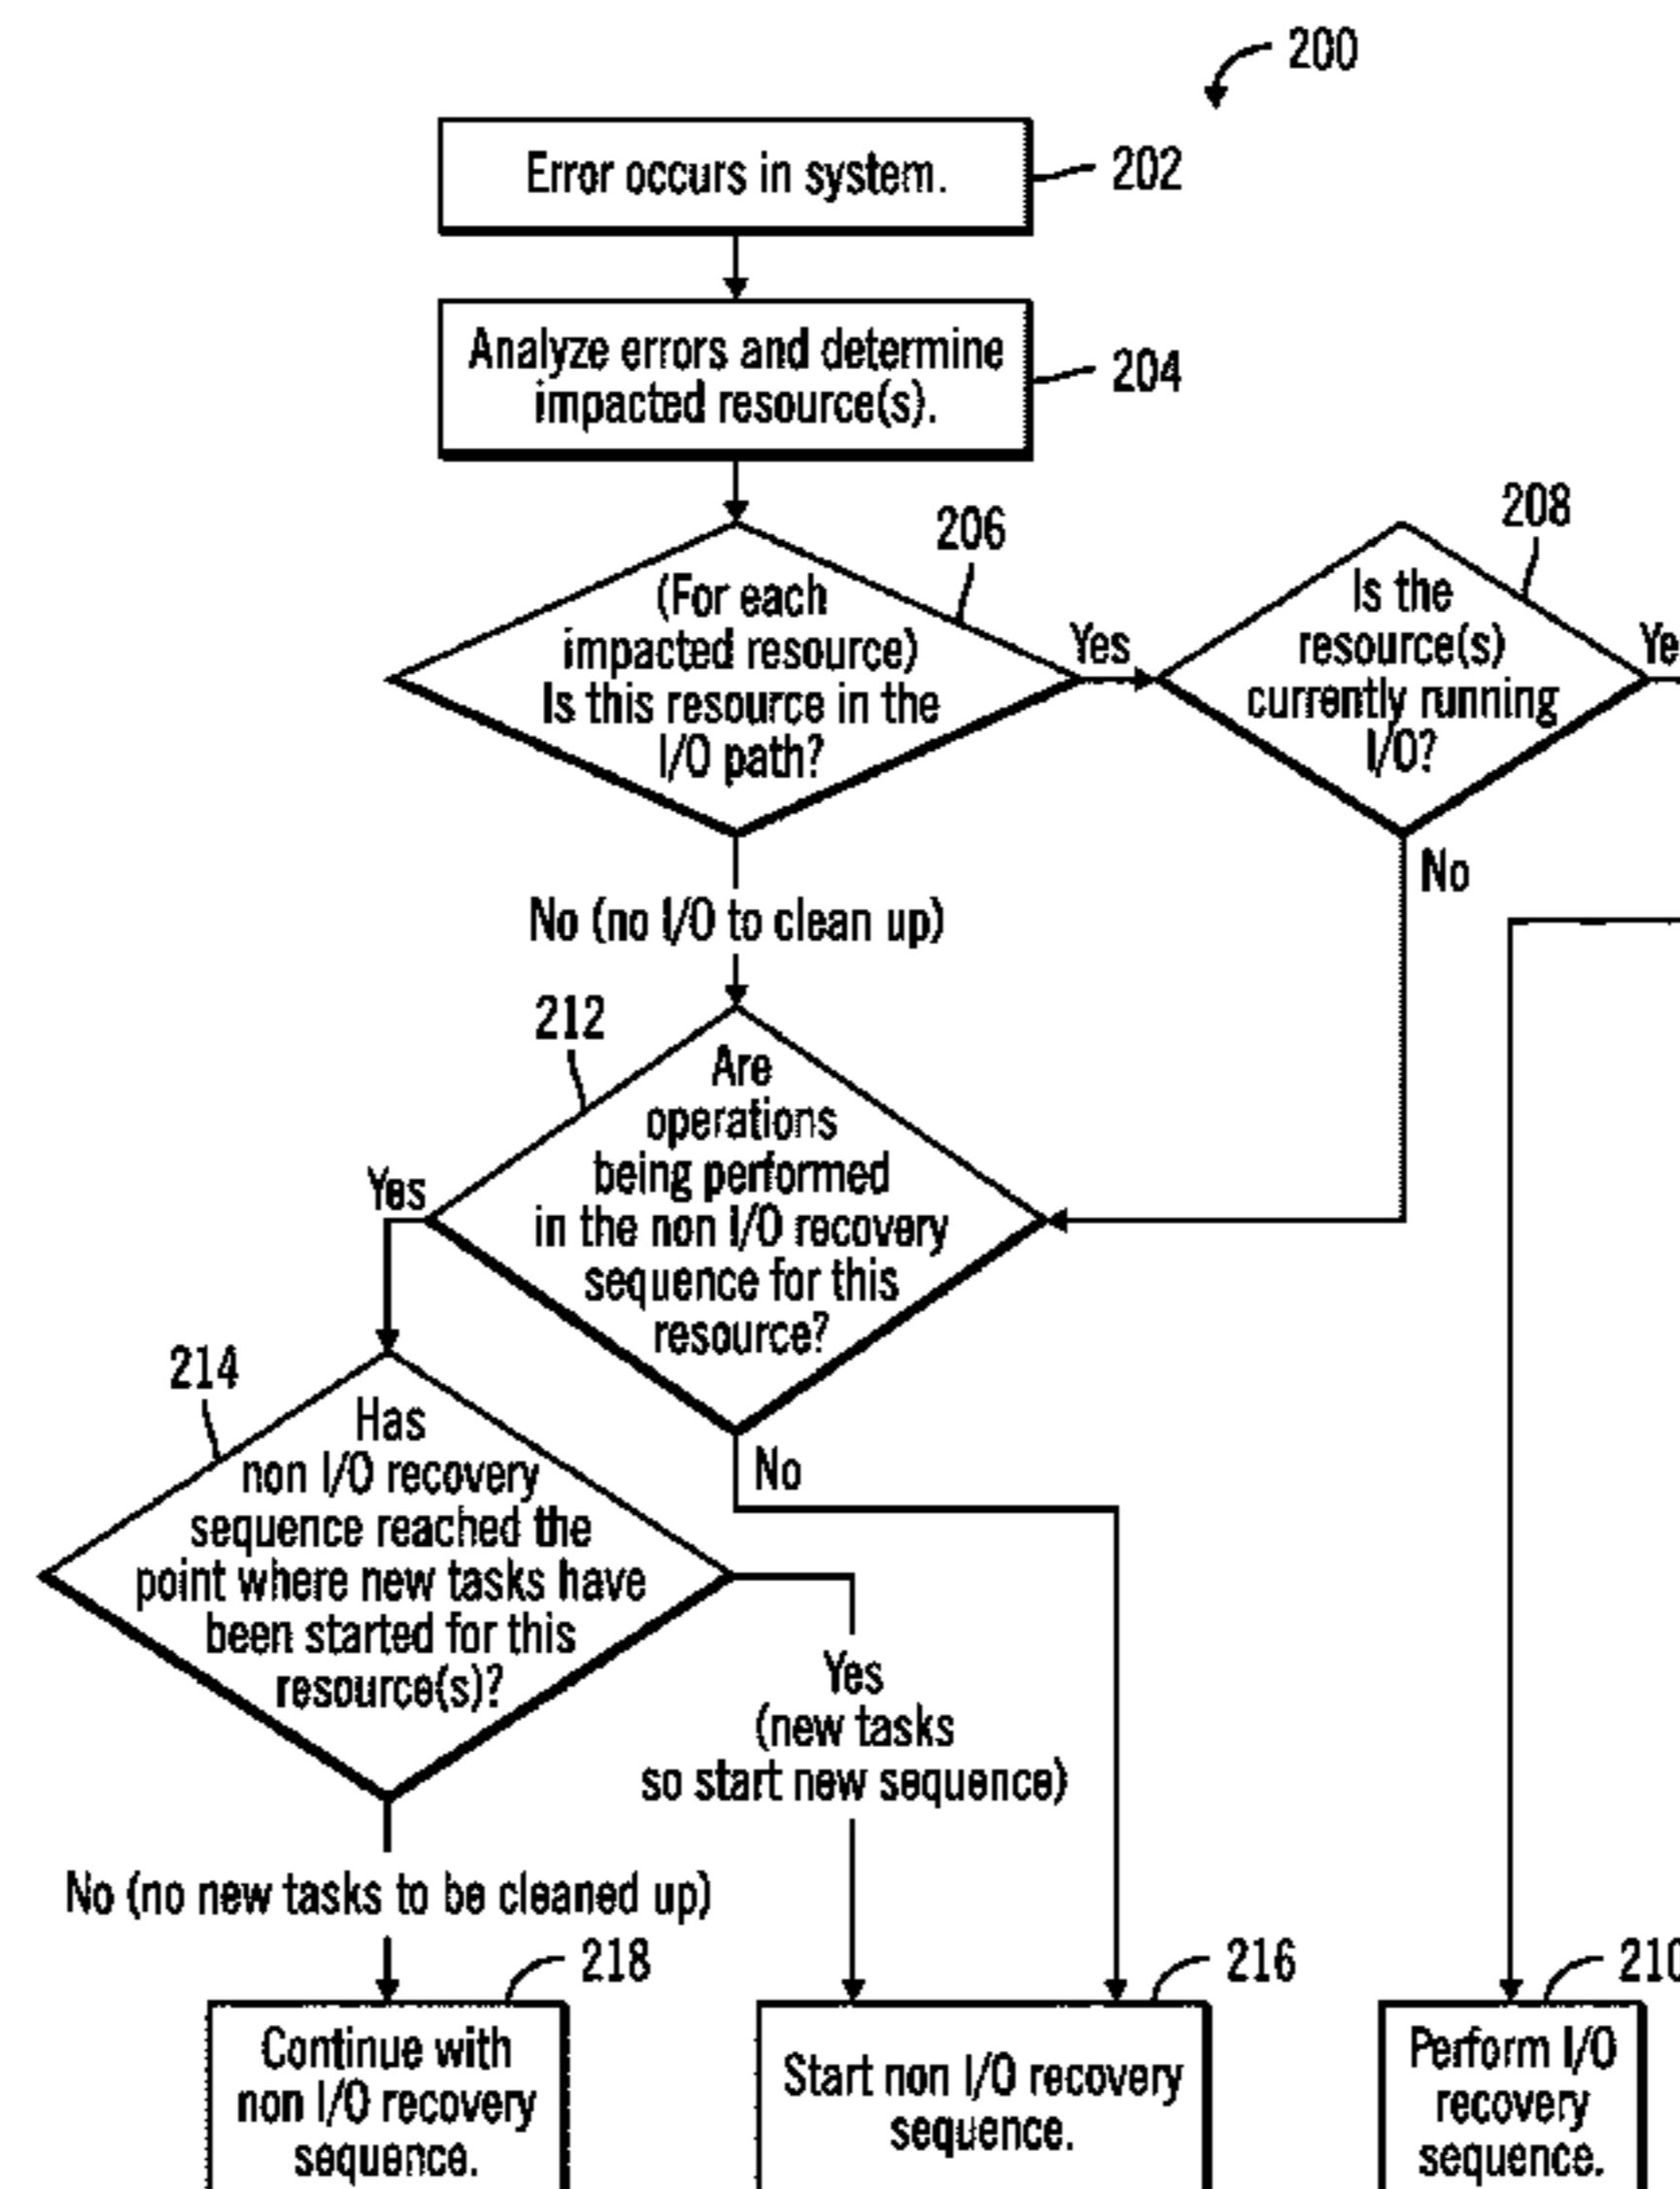 200
Error occurs in system.
202
Analyze errors and determine
impacted resource(s).
204
206
(For each
impacted resource)
Is this resource in the
I/O path?
Yes
208
Is the
resource(s)
currently running
I/O?
Ye
No
No (no I/O to clean up)
212
Are
operations
being performed
in the non I/O recovery
sequence for this
resource?
Yes
No
214
Has
non I/O recovery
sequence reached the
point where new tasks have
been started for this
resource(s)?
Yes
(new tasks
so start new sequence)
No (no new tasks to be cleaned up)
218
Continue with
non I/O recovery
sequence.
216
Start non I/O recovery
sequence.
210
Perform I/O
recovery
sequence.